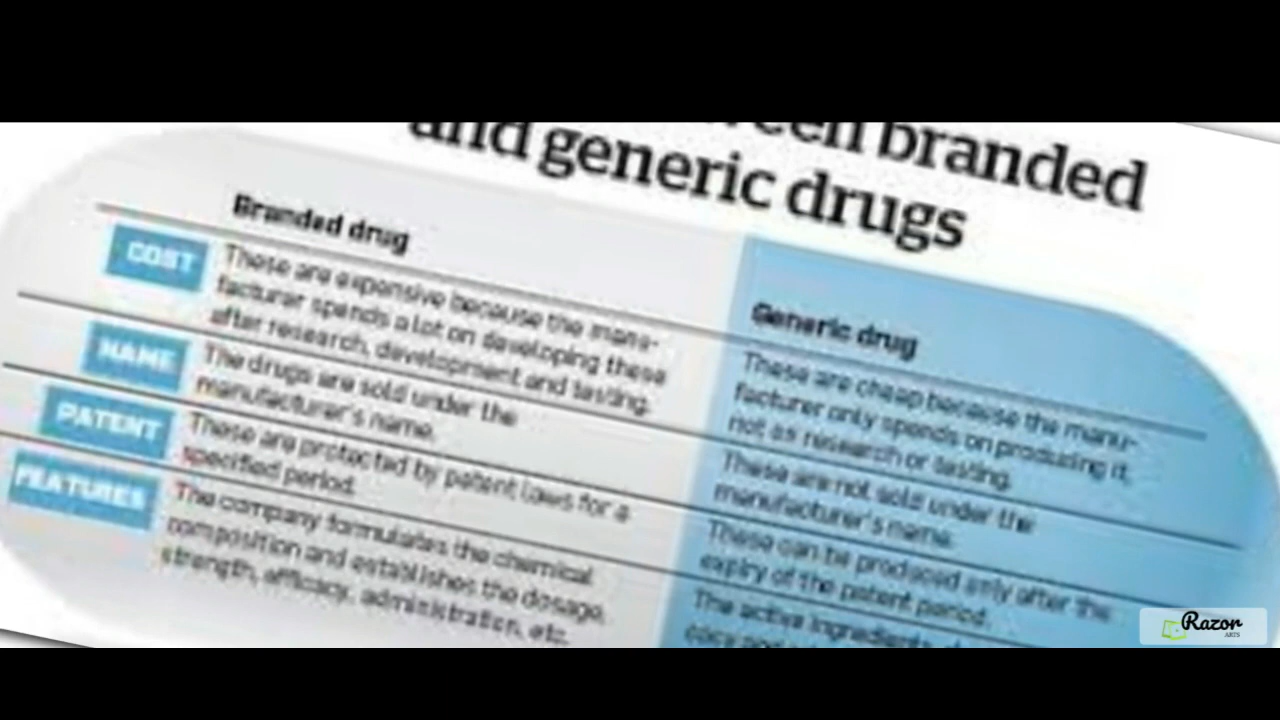 between branded
and generic drugs
Branded drug
Generic drug
COST
These are expensive because the manu-
facturer spends a lot on developing these
after research, development and testing.
These are cheap because the manu-
facturer only spends on producing it,
not on research or testing.
NAME
The drugs are sold under the
manufacturer's name.
These are not sold under the
manufacturer's name.
PATENT
These are protected by patent laws for a
specified period.
These can be produced only after the
expiry of the patent period.
FEATURES
The company formulates the chemical
composition and establishes the dosage,
strength, efficacy, administration, etc.
The active ingredients
Razor
ARTS